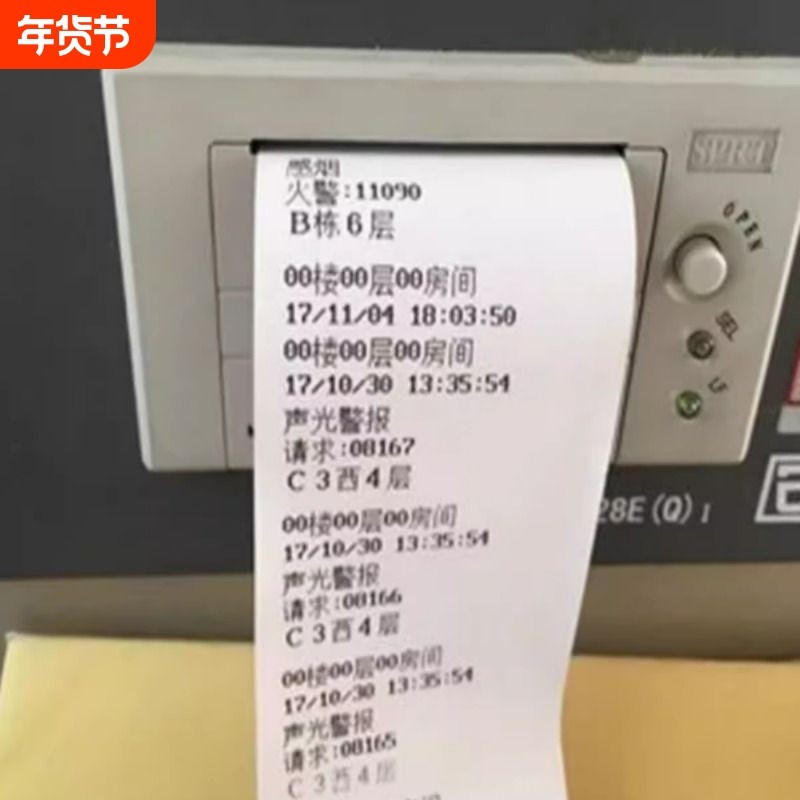 年货节
感烟
火警:11090
B栋6层
00楼00层00房间
17/11/04 18:03:50
00楼00层00房间
17/10/30 13:35:54
声光警报
请求:08167
C 3西4层
00楼00层00房间
17/10/30 13:35:54
声光警报
请求:08166
C 3西4层
00楼00层00房间
17/10/30 13:35:54
声光警报
请求:08165
C 3西4层
SPRT
OPEN
SEL
LF
28E(Q)I